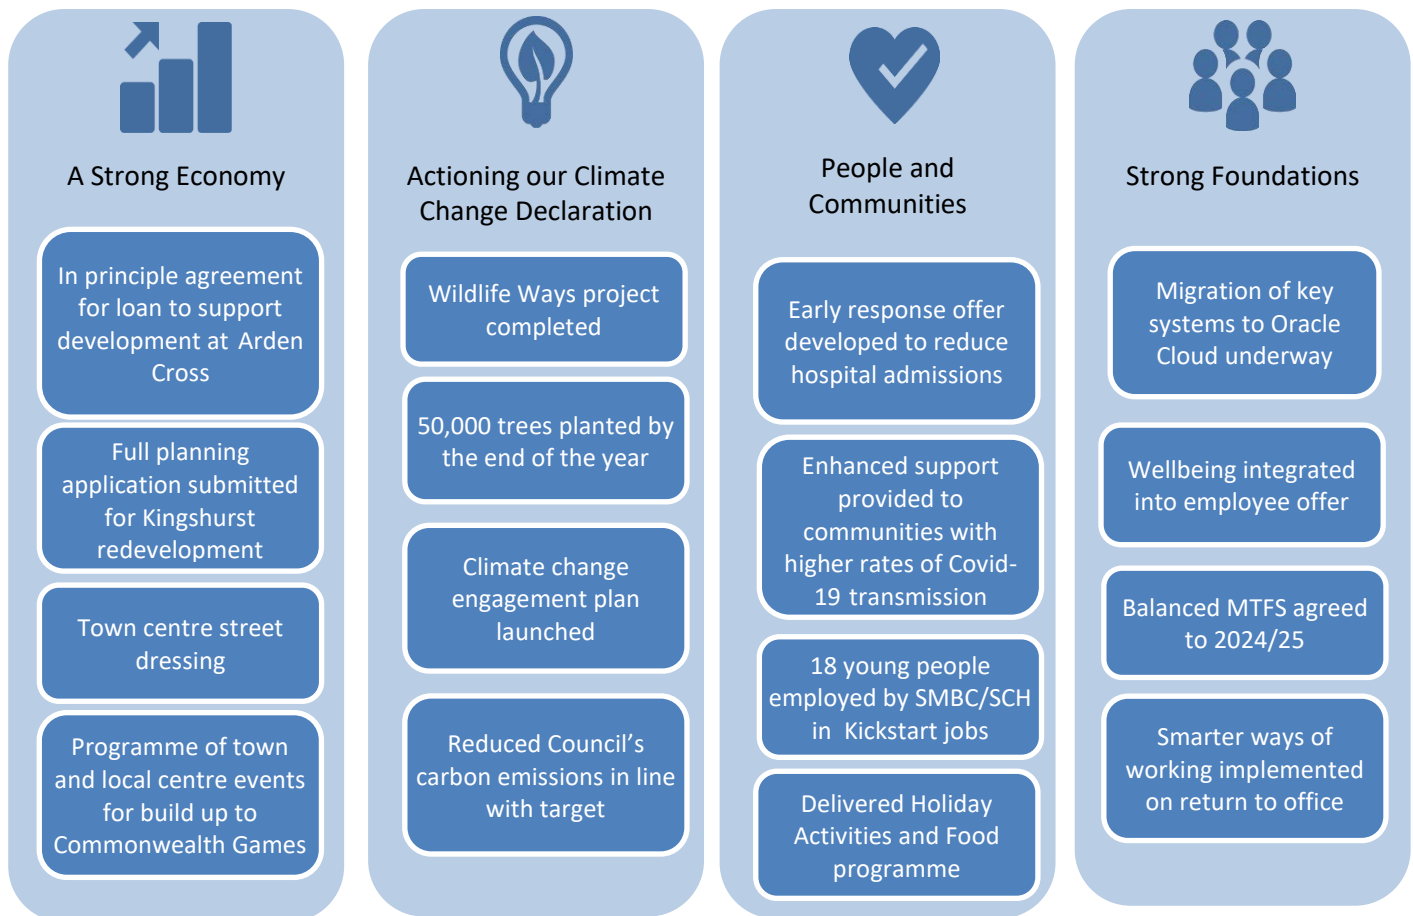 A Strong Economy
In principle agreement
for loan to support
development at Arden
Cross
Full planning
application submitted
for Kingshurst
redevelopment
Town centre street
dressing
Programme of town
and local centre events
for build up to
Commonwealth Games
Actioning our Climate
Change Declaration
Wildlife Ways project
completed
50,000 trees planted by
the end of the year
Climate change
engagement plan
launched
Reduced Council’s
carbon emissions in line
with target
People and
Communities
Early response offer
developed to reduce
hospital admissions
Enhanced support
provided to
communities with
higher rates of Covid-
19 transmission
18 young people
employed by SMBC/SCH
in Kickstart jobs
Delivered Holiday
Activities and Food
programme
Strong Foundations
Migration of key
systems to Oracle
Cloud underway
Wellbeing integrated
into employee offer
Balanced MTFS agreed
to 2024/25
Smarter ways of
working implemented
on return to office